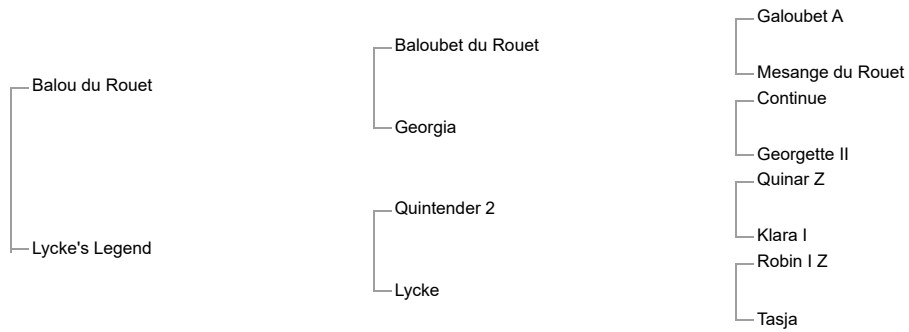 Balou du Rouet
Lycke's Legend
Baloubet du Rouet
Georgia
Quintender 2
Lycke
Galoubet A
Mesange du Rouet
Continue
Georgette II
Quinar Z
Klara I
Robin I Z
Tasja